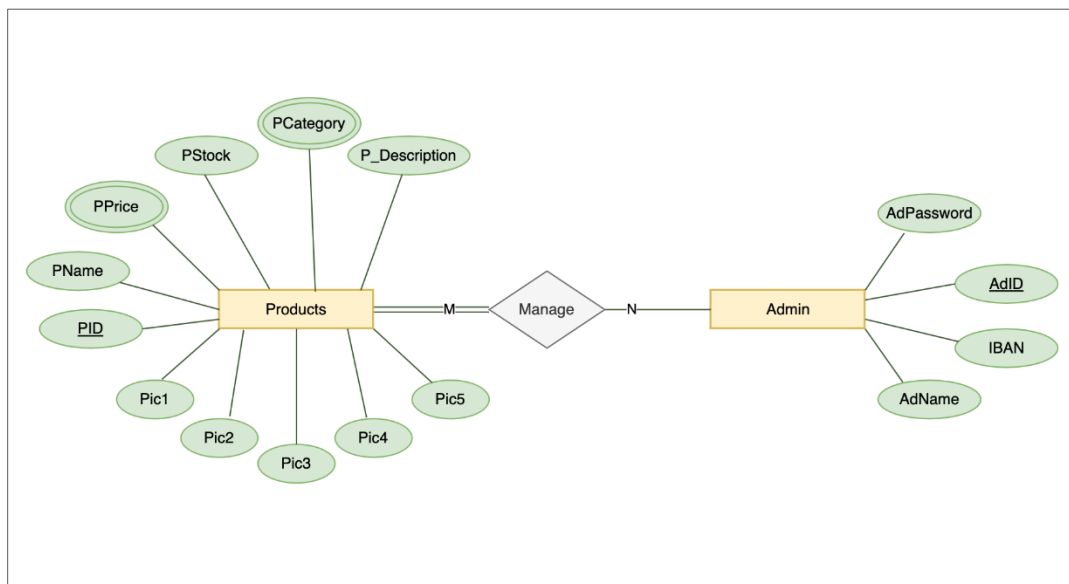 PCategory
PStock
P_Description
PPrice
AdPassword
PName
AdID
Products
M
Manage
N
Admin
PID
IBAN
Pic1
Pic5
AdName
Pic2
Pic4
Pic3